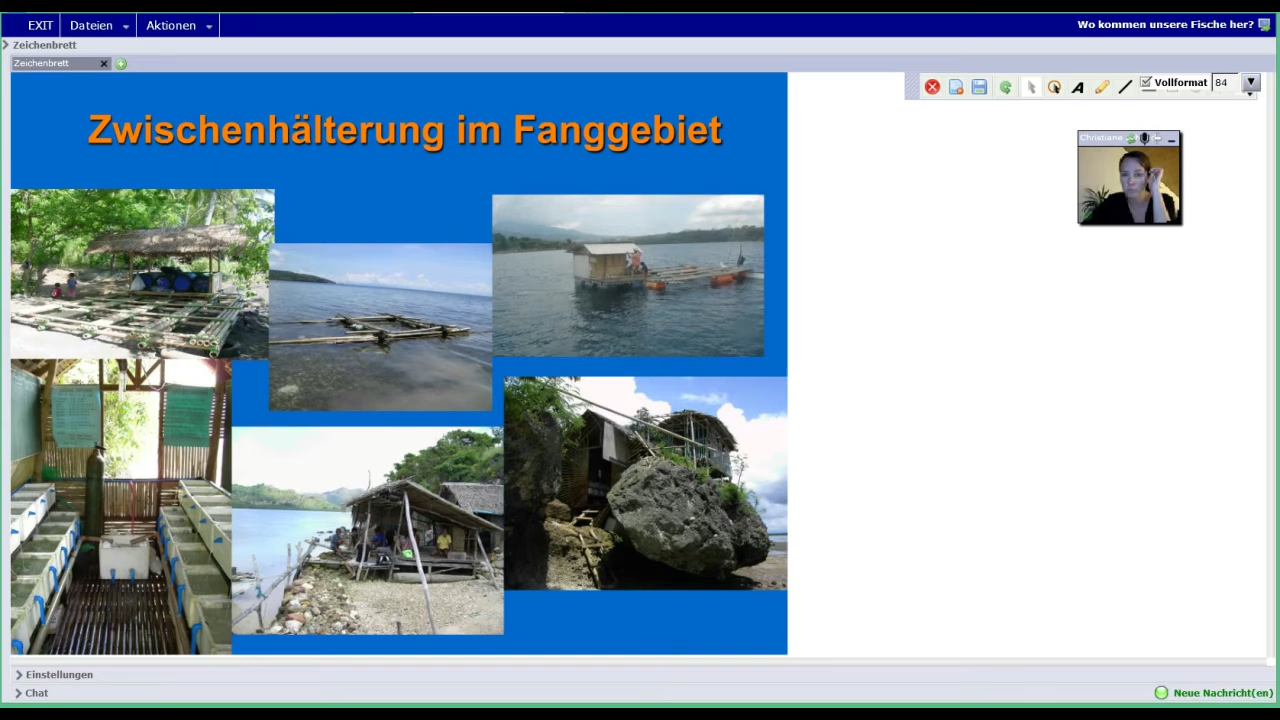 EXIT Dateien Aktionen Wo kommen unsere Fische her?
Zeichenbrett
Zeichenbrett
Vollformat 84
Christiane
Zwischenhälterung im Fanggebiet
Einstellungen
Chat
Neue Nachricht(en)